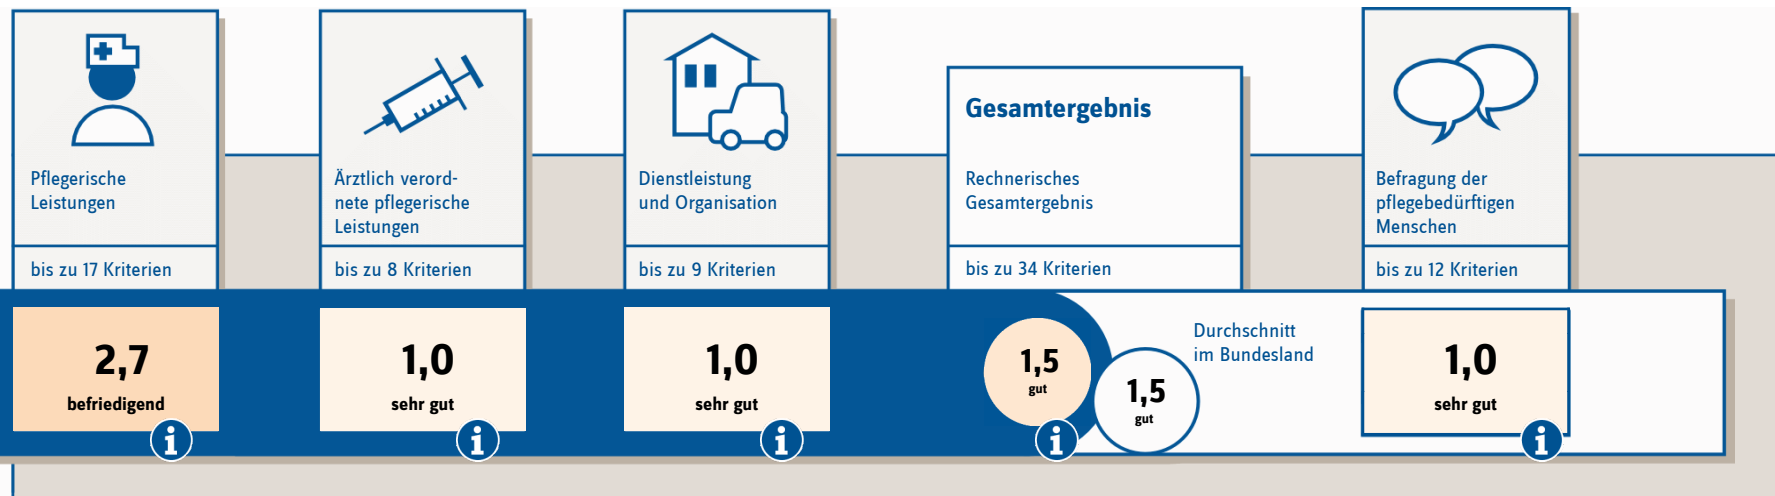 Pflegerische
Leistungen
bis zu 17 Kriterien
2,7
befriedigend
i
Ärztlich verord-
nete pflegerische
Leistungen
bis zu 8 Kriterien
1,0
sehr gut
i
Dienstleistung
und Organisation
bis zu 9 Kriterien
1,0
sehr gut
i
Gesamtergebnis
Rechnerisches
Gesamtergebnis
bis zu 34 Kriterien
1,5
gut
i
Durchschnitt
im Bundesland
1,5
gut
Befragung der
pflegebedürftigen
Menschen
bis zu 12 Kriterien
1,0
sehr gut
i